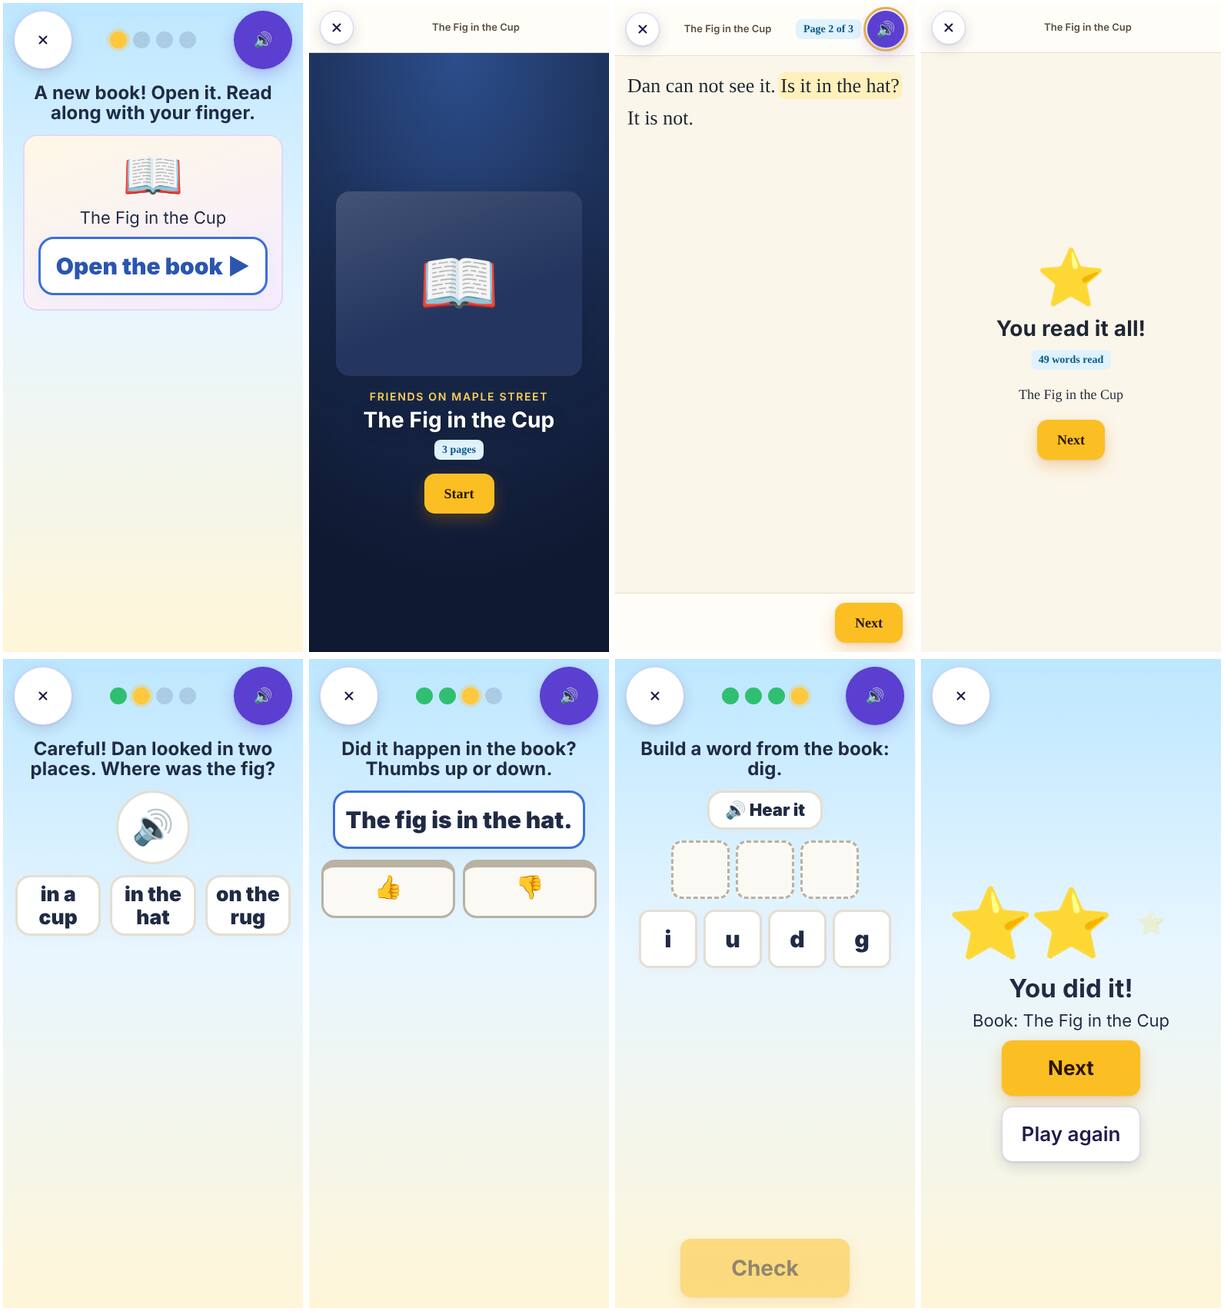 A new book! Open it. Read
along with your finger.
The Fig in the Cup
Open the book ▶
The Fig in the Cup
FRIENDS ON MAPLE STREET
The Fig in the Cup
3 pages
Start
The Fig in the Cup
Page 2 of 3
Dan can not see it. Is it in the hat?
It is not.
Next
The Fig in the Cup
You read it all!
49 words read
The Fig in the Cup
Next
Careful! Dan looked in two
places. Where was the fig?
in a
cup
in the
hat
on the
rug
Did it happen in the book?
Thumbs up or down.
The fig is in the hat.
Build a word from the book:
dig.
Hear it
i u d g
Check
You did it!
Book: The Fig in the Cup
Next
Play again